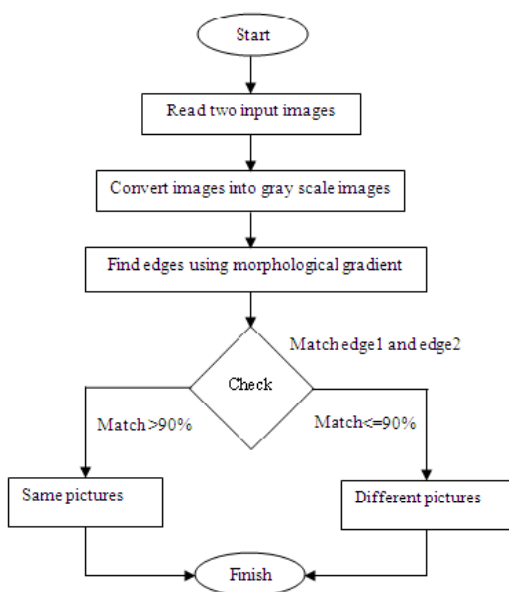 Start
Read two input images
Convert images into gray scale images
Find edges using morphological gradient
Match edge1 and edge2
Check
Match>90%
Match<=90%
Same pictures
Different pictures
Finish